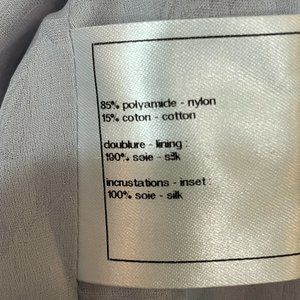 85% polyamide - nylon
15% coton - cotton
doublure - lining :
100% soie - silk
incrustations - inset :
100% soie - silk